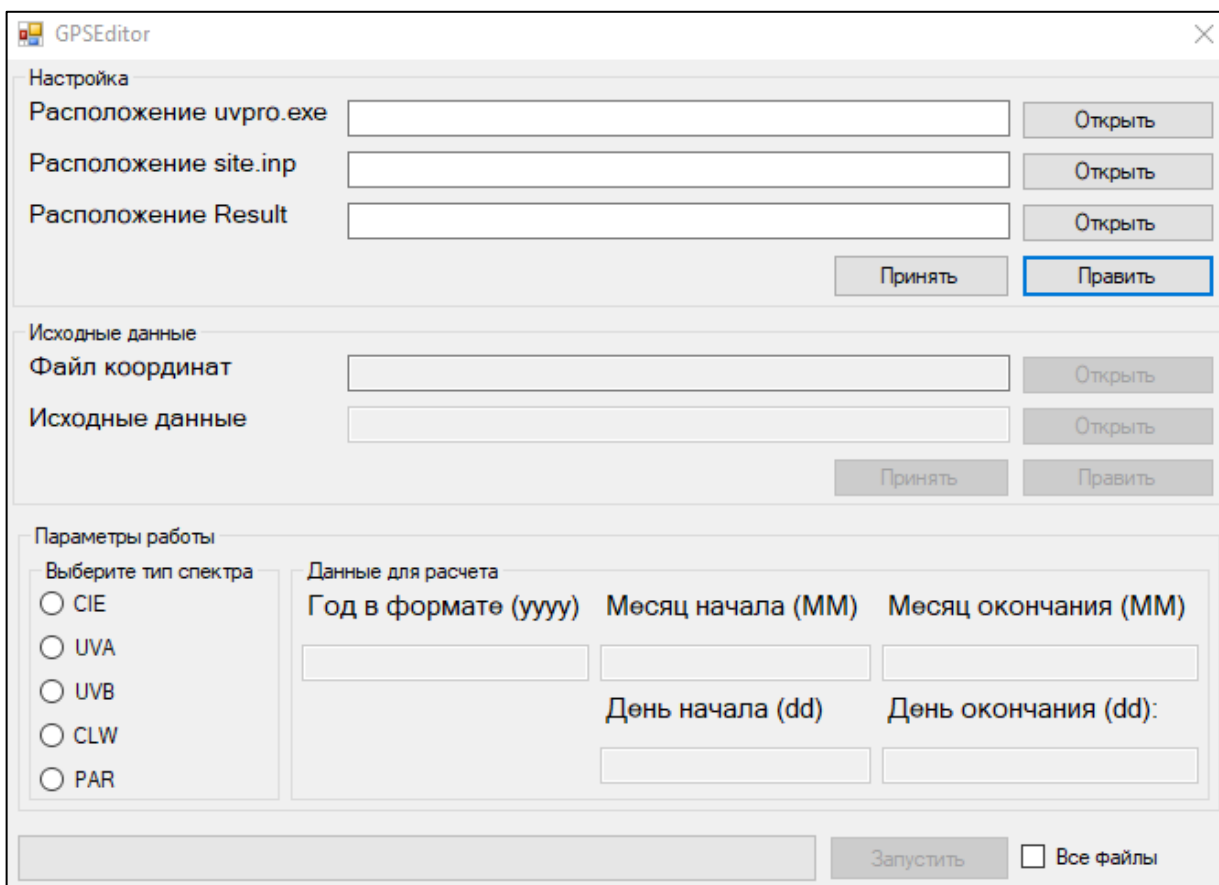 GPSEditor
Настройка
Расположение uvpro.exe
Открыть
Расположение site.inp
Открыть
Расположение Result
Открыть
Принять Править
Исходные данные
Файл координат
Открыть
Исходные данные
Открыть
Принять Править
Параметры работы
Выберите тип спектра
CIE
UVA
UVB
CLW
PAR
Данные для расчета
Год в формате (yyyy) Месяц начала (MM) Месяц окончания (MM)
День начала (dd) День окончания (dd):
Запустить Все файлы